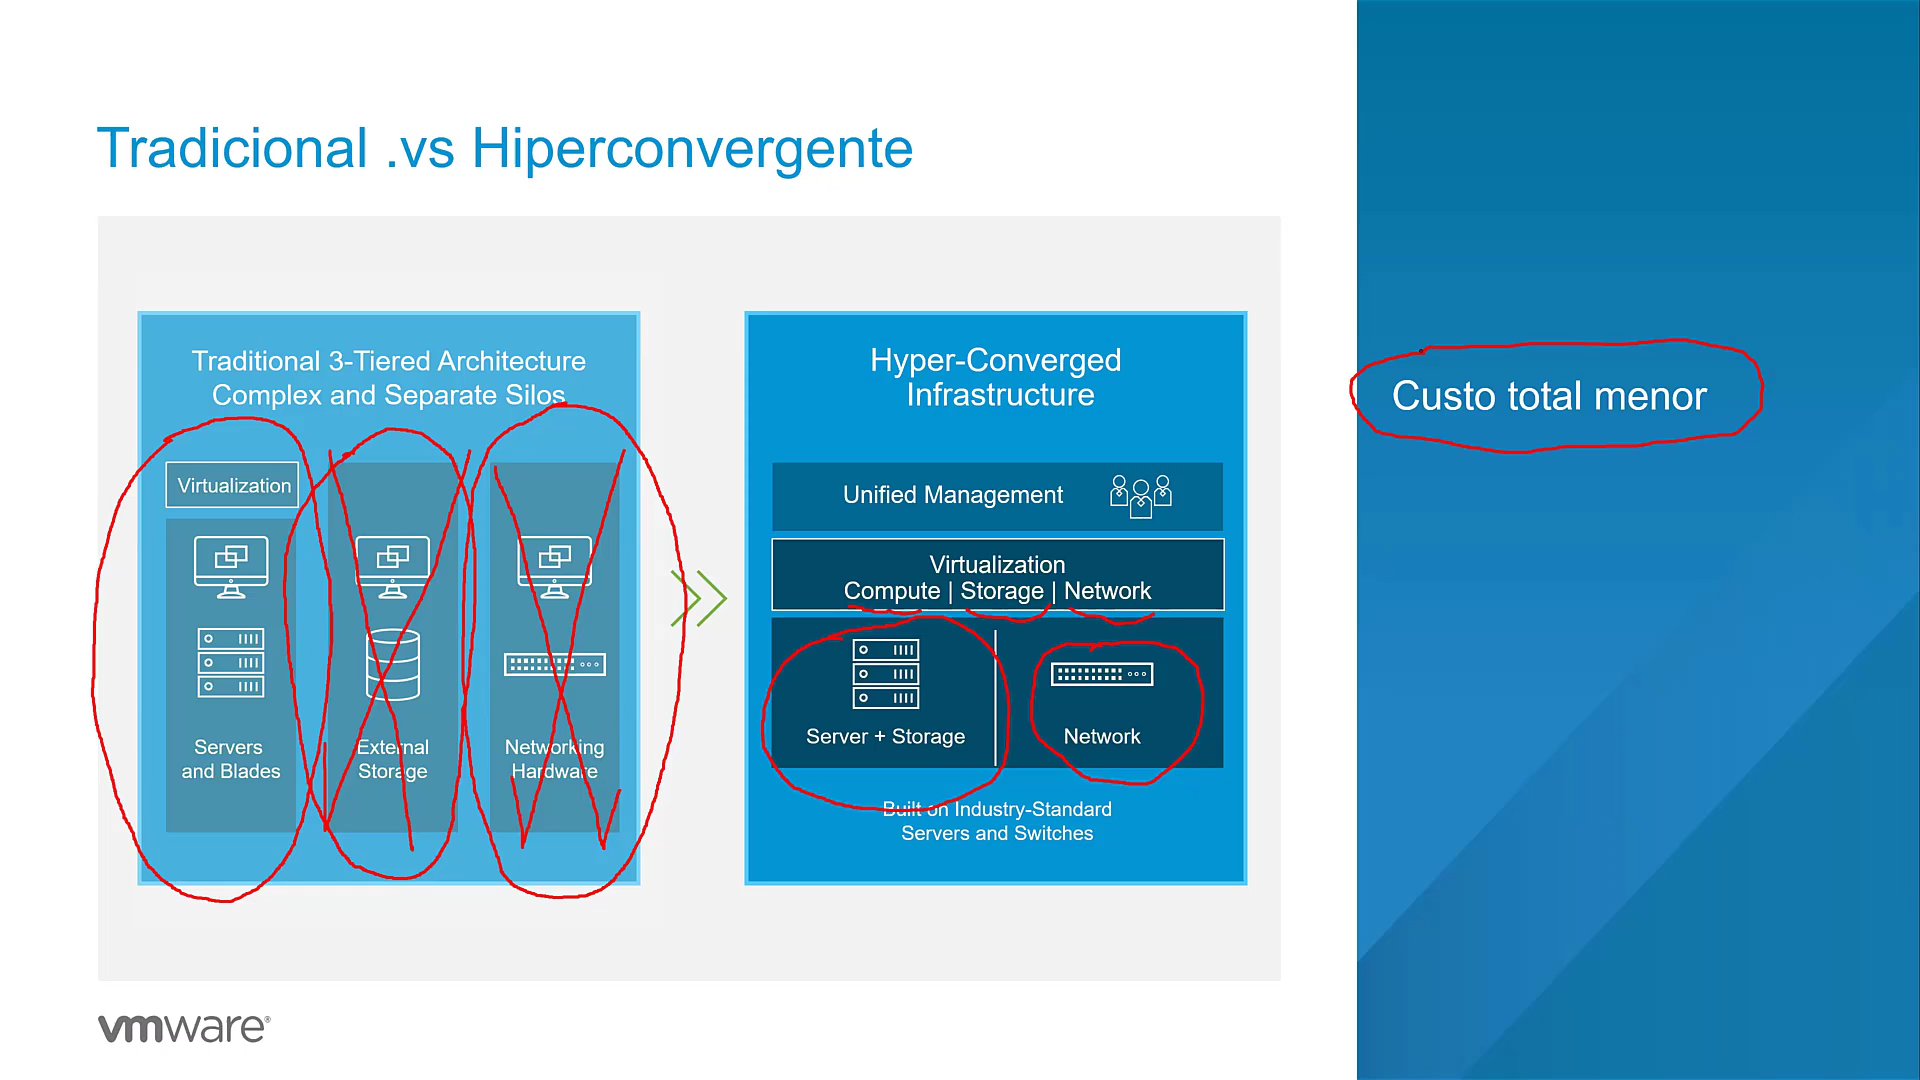 Tradicional .vs Hiperconvergente
Traditional 3-Tiered Architecture
Complex and Separate Silos
Virtualization
Servers
and Blades
External
Storage
Networking
Hardware
Hyper-Converged
Infrastructure
Unified Management
Virtualization
Compute | Storage | Network
Server + Storage
Network
Built on Industry-Standard
Servers and Switches
Custo total menor
vmware®